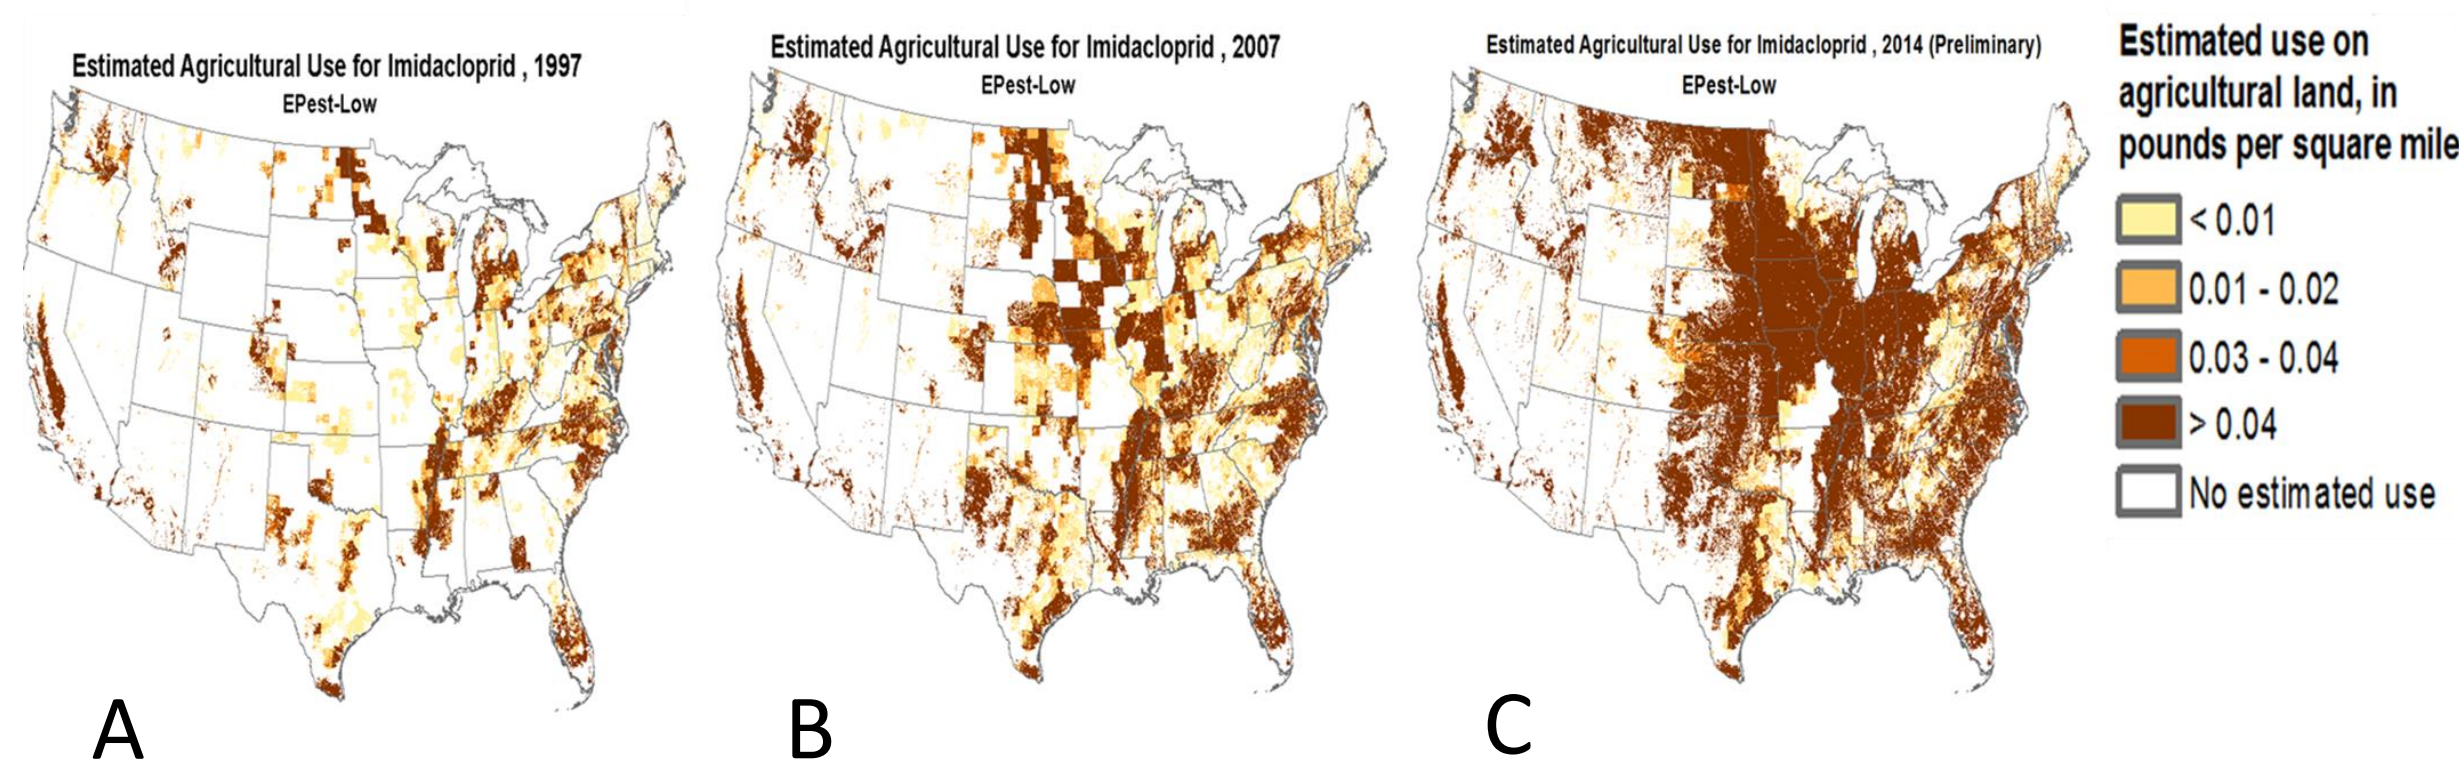 Estimated Agricultural Use for Imidacloprid , 1997
EPest-Low
A
Estimated Agricultural Use for Imidacloprid , 2007
EPest-Low
B
Estimated Agricultural Use for Imidacloprid , 2014 (Preliminary)
EPest-Low
C
Estimated use on
agricultural land, in
pounds per square mile
< 0.01
0.01 - 0.02
0.03 - 0.04
> 0.04
No estimated use